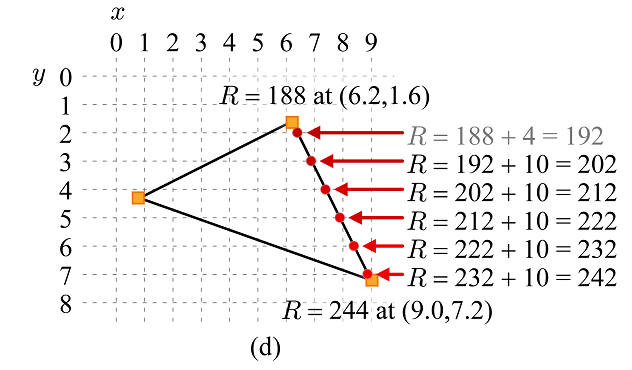 x
0 1 2 3 4 5 6 7 8 9
y 0
1
R = 188 at (6.2,1.6)
2
R = 188 + 4 = 192
3
R = 192 + 10 = 202
4
R = 202 + 10 = 212
5
R = 212 + 10 = 222
6
R = 222 + 10 = 232
7
R = 232 + 10 = 242
8
R = 244 at (9.0,7.2)
(d)